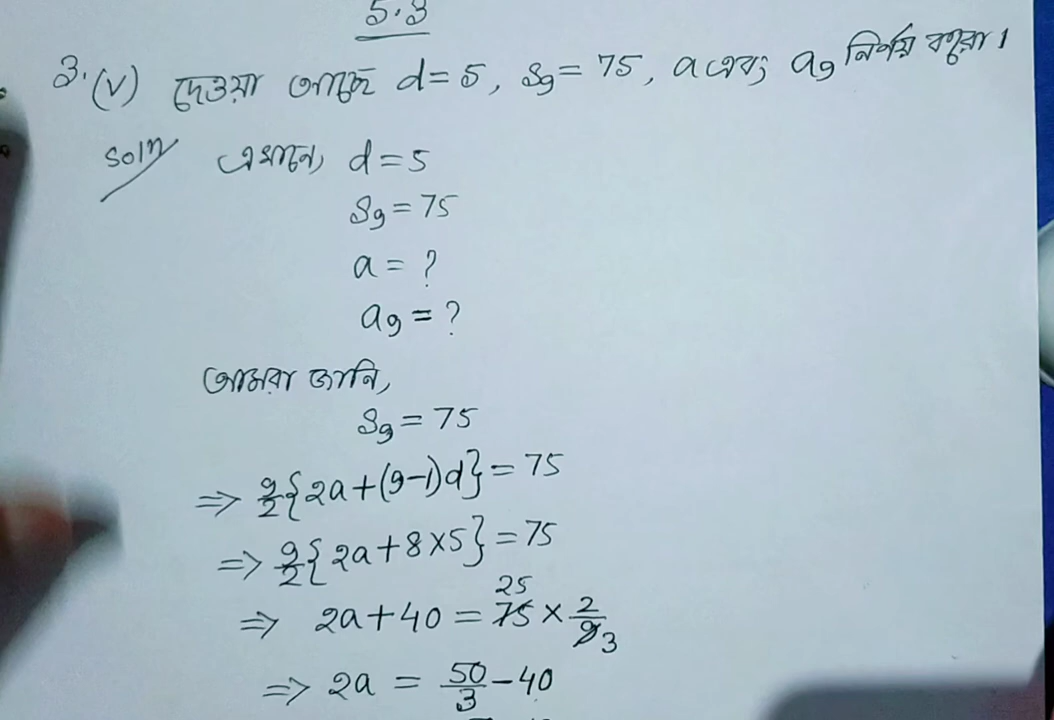 5.3
3.(v) দেওয়া আছে d=5, S₉= 75, a এবং a₉ নির্ণয় করো।
Solⁿ এখানে, d=5
S₉=75
a = ?
a₉ = ?
আমরা জানি,
S₉ = 75
⇒ 9/2{2a+(9-1)d}=75
⇒ 9/2{2a+8×5}=75
⇒ 2a+40 = 75 25 × 2/9 3
⇒ 2a = 50/3 - 40